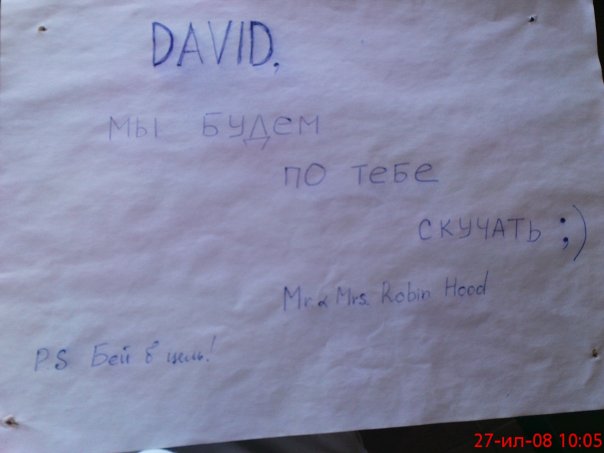 DAVID,
мы будем
по тебе
скучать ;)
Mr. & Mrs. Robin Hood
P.S Бей в цель!
27-ил-08 10:05